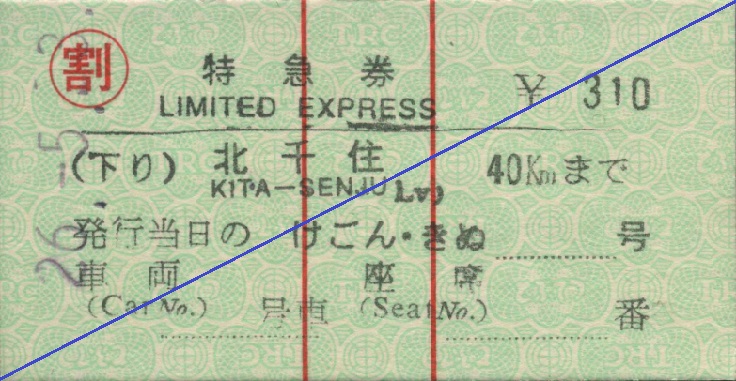 割
特急券 ¥310
LIMITED EXPRESS
(下り) 北千住 40Kmまで
KITA-SENJU Lv)
発行当日の けごん・きぬ 号
車両 座席
(Car No.) 号車 (Seat No.) 番